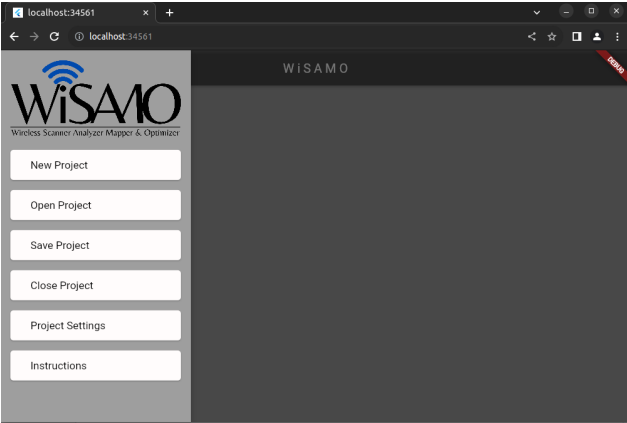 localhost:34561
localhost:34561
WiSAMO
DEBUG
WiSAMO
Wireless Scanner Analyzer Mapper & Optimizer
New Project
Open Project
Save Project
Close Project
Project Settings
Instructions